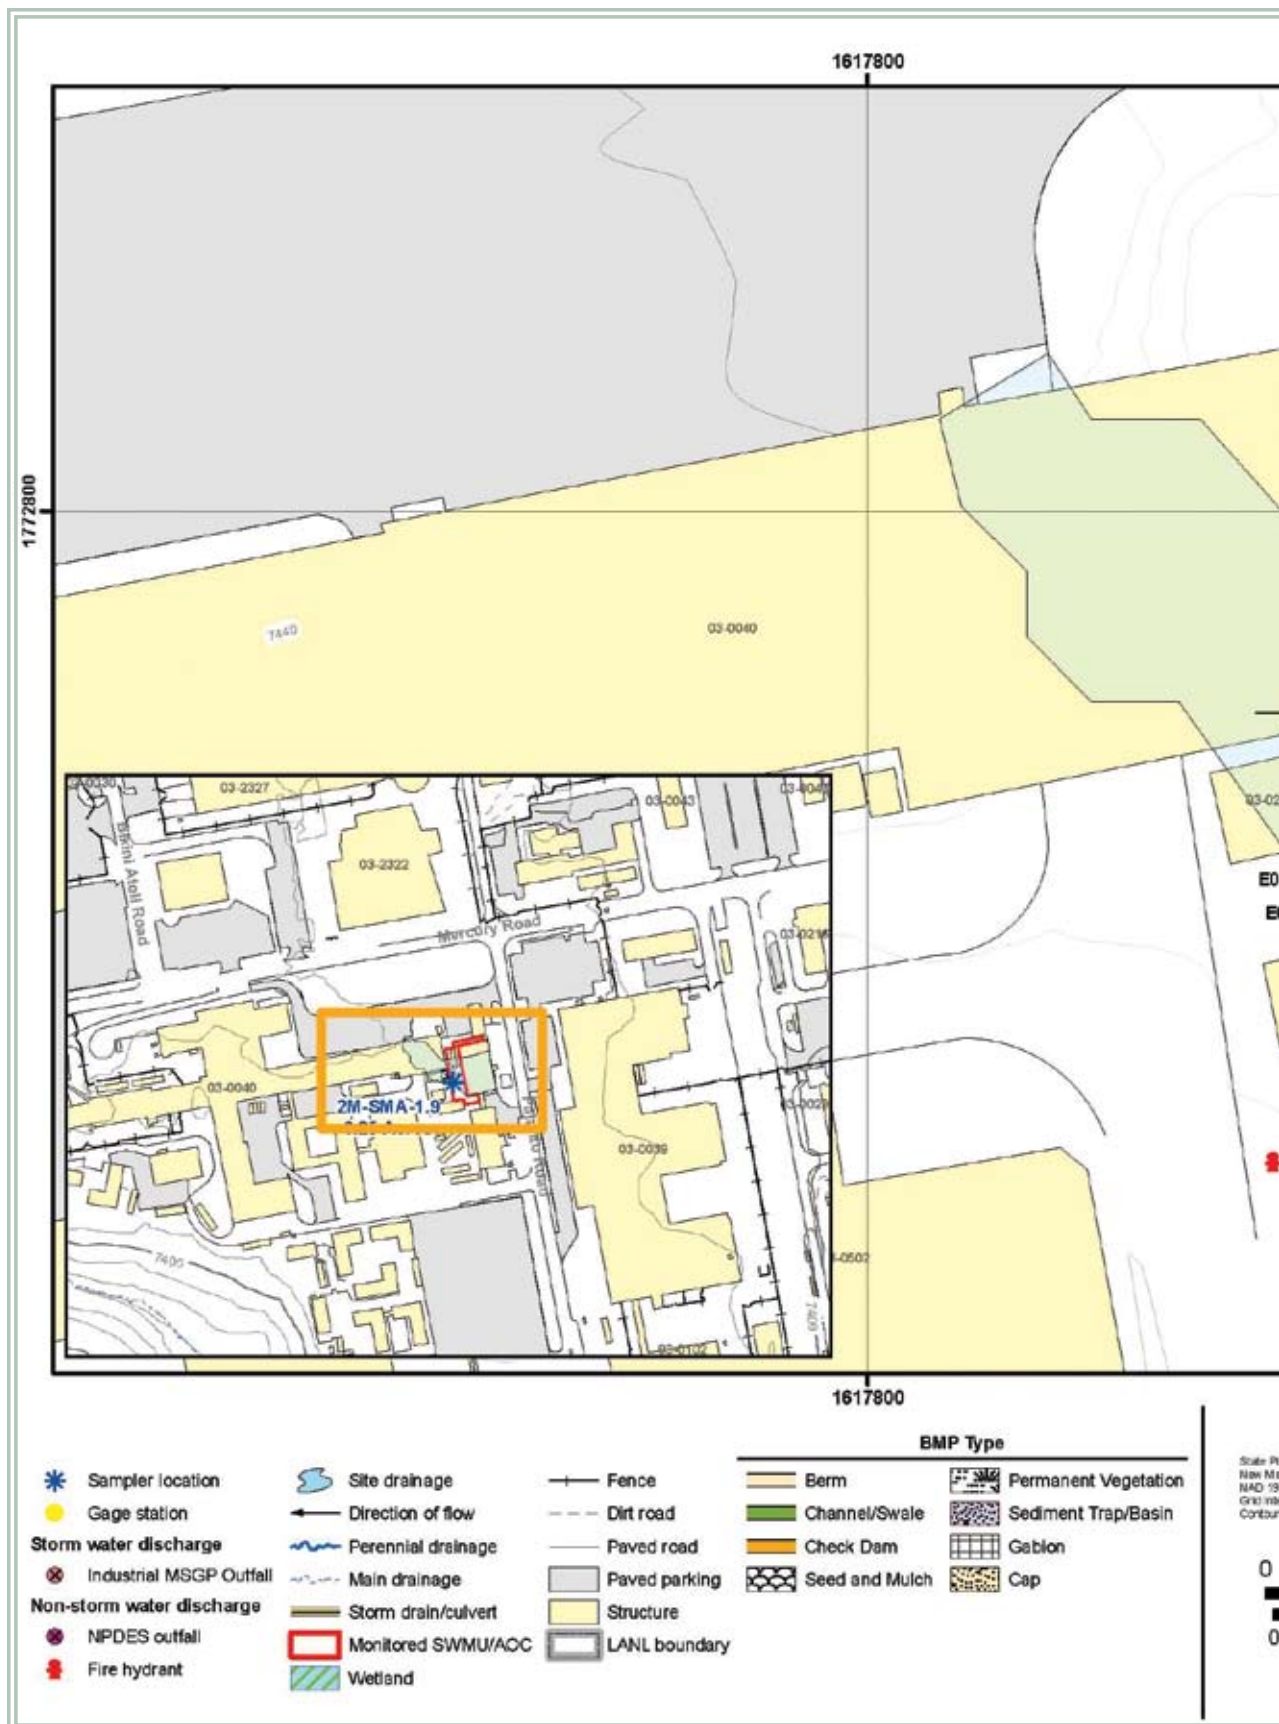 1617800
1772800
7440
03-0040
03-2327
03-0043
03-2322
Bikini Atoll Road
Mercury Road
03-0040
2M-SMA-1.9
03-0039
7400
03-0102
1617800
BMP Type
Sampler location
Site drainage
Fence
Berm
Permanent Vegetation
Gage station
Direction of flow
Dirt road
Channel/Swale
Sediment Trap/Basin
Storm water discharge
Perennial drainage
Paved road
Check Dam
Gabion
Industrial MSGP Outfall
Main drainage
Paved parking
Seed and Mulch
Cap
Non-storm water discharge
Storm drain/culvert
Structure
NPDES outfall
Monitored SWMU/AOC
LANL boundary
Fire hydrant
Wetland
0
0